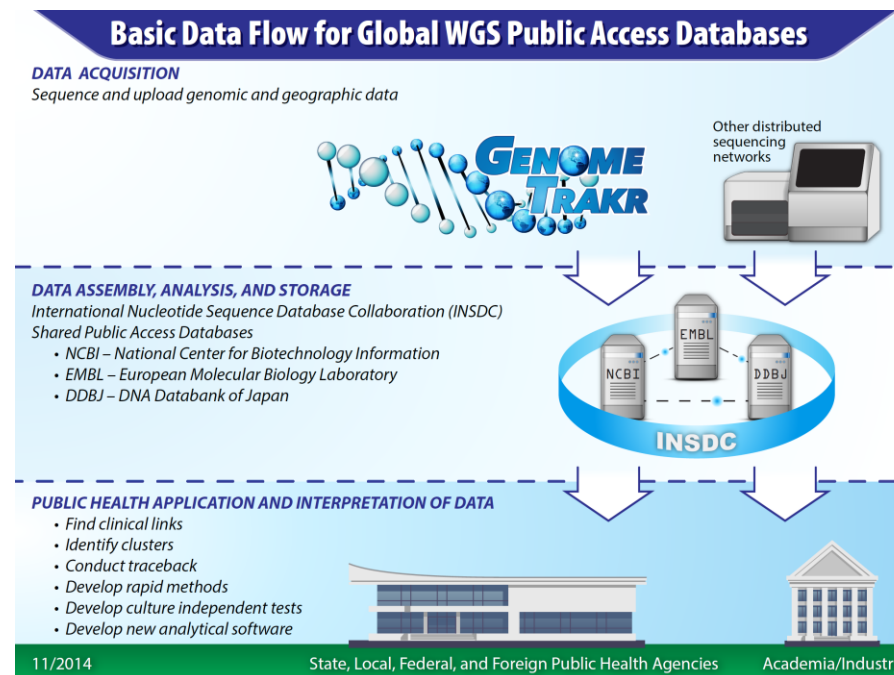 Basic Data Flow for Global WGS Public Access Databases
DATA ACQUISITION
Sequence and upload genomic and geographic data
GENOME
TRAKR
Other distributed
sequencing
networks
DATA ASSEMBLY, ANALYSIS, AND STORAGE
International Nucleotide Sequence Database Collaboration (INSDC)
Shared Public Access Databases
• NCBI – National Center for Biotechnology Information
• EMBL – European Molecular Biology Laboratory
• DDBJ – DNA Databank of Japan
EMBL
NCBI
DDBJ
INSDC
PUBLIC HEALTH APPLICATION AND INTERPRETATION OF DATA
• Find clinical links
• Identify clusters
• Conduct traceback
• Develop rapid methods
• Develop culture independent tests
• Develop new analytical software
11/2014
State, Local, Federal, and Foreign Public Health Agencies
Academia/Industr